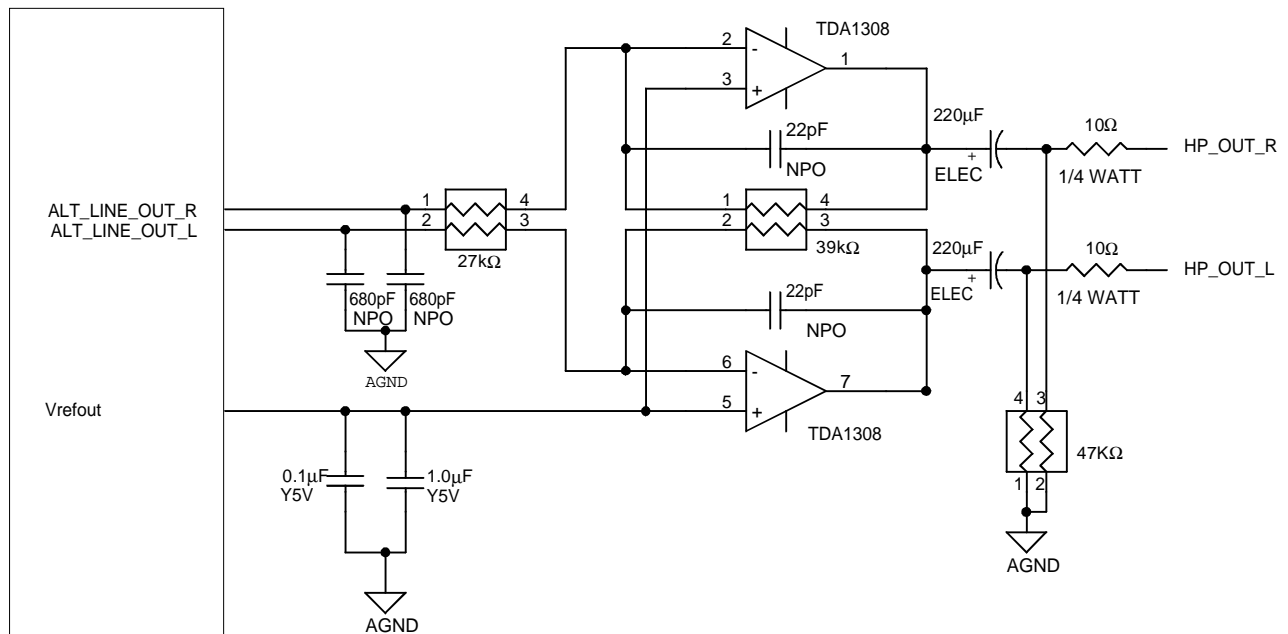 TDA1308
2
-
1
3
+
220μF
10Ω
22pF
HP_OUT_R
+
NPO
ELEC
1/4 WATT
1
4
1
4
ALT_LINE_OUT_R
2
3
2
3
ALT_LINE_OUT_L
27kΩ
39kΩ
220μF
10Ω
HP_OUT_L
+
680pF
680pF
22pF
ELEC
1/4 WATT
NPO
NPO
NPO
AGND
6
-
7
Vrefout
5
+
4
3
TDA1308
47KΩ
0.1μF
1.0μF
Y5V
Y5V
1
2
AGND
AGND